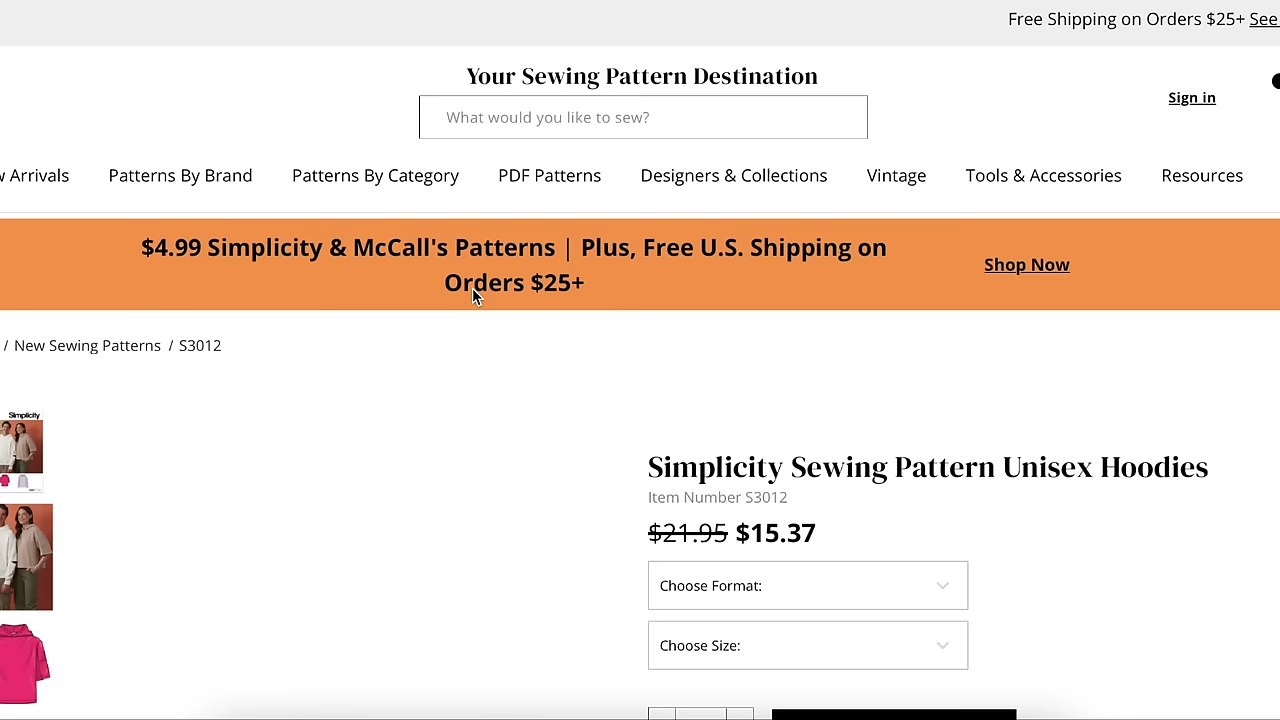 Free Shipping on Orders $25+ See
Your Sewing Pattern Destination
What would you like to sew?
Sign in
Arrivals Patterns By Brand Patterns By Category PDF Patterns Designers & Collections Vintage Tools & Accessories Resources
$4.99 Simplicity & McCall's Patterns | Plus, Free U.S. Shipping on
Orders $25+
Shop Now
/ New Sewing Patterns / S3012
Simplicity
Simplicity Sewing Pattern Unisex Hoodies
Item Number S3012
$21.95 $15.37
Choose Format:
Choose Size: